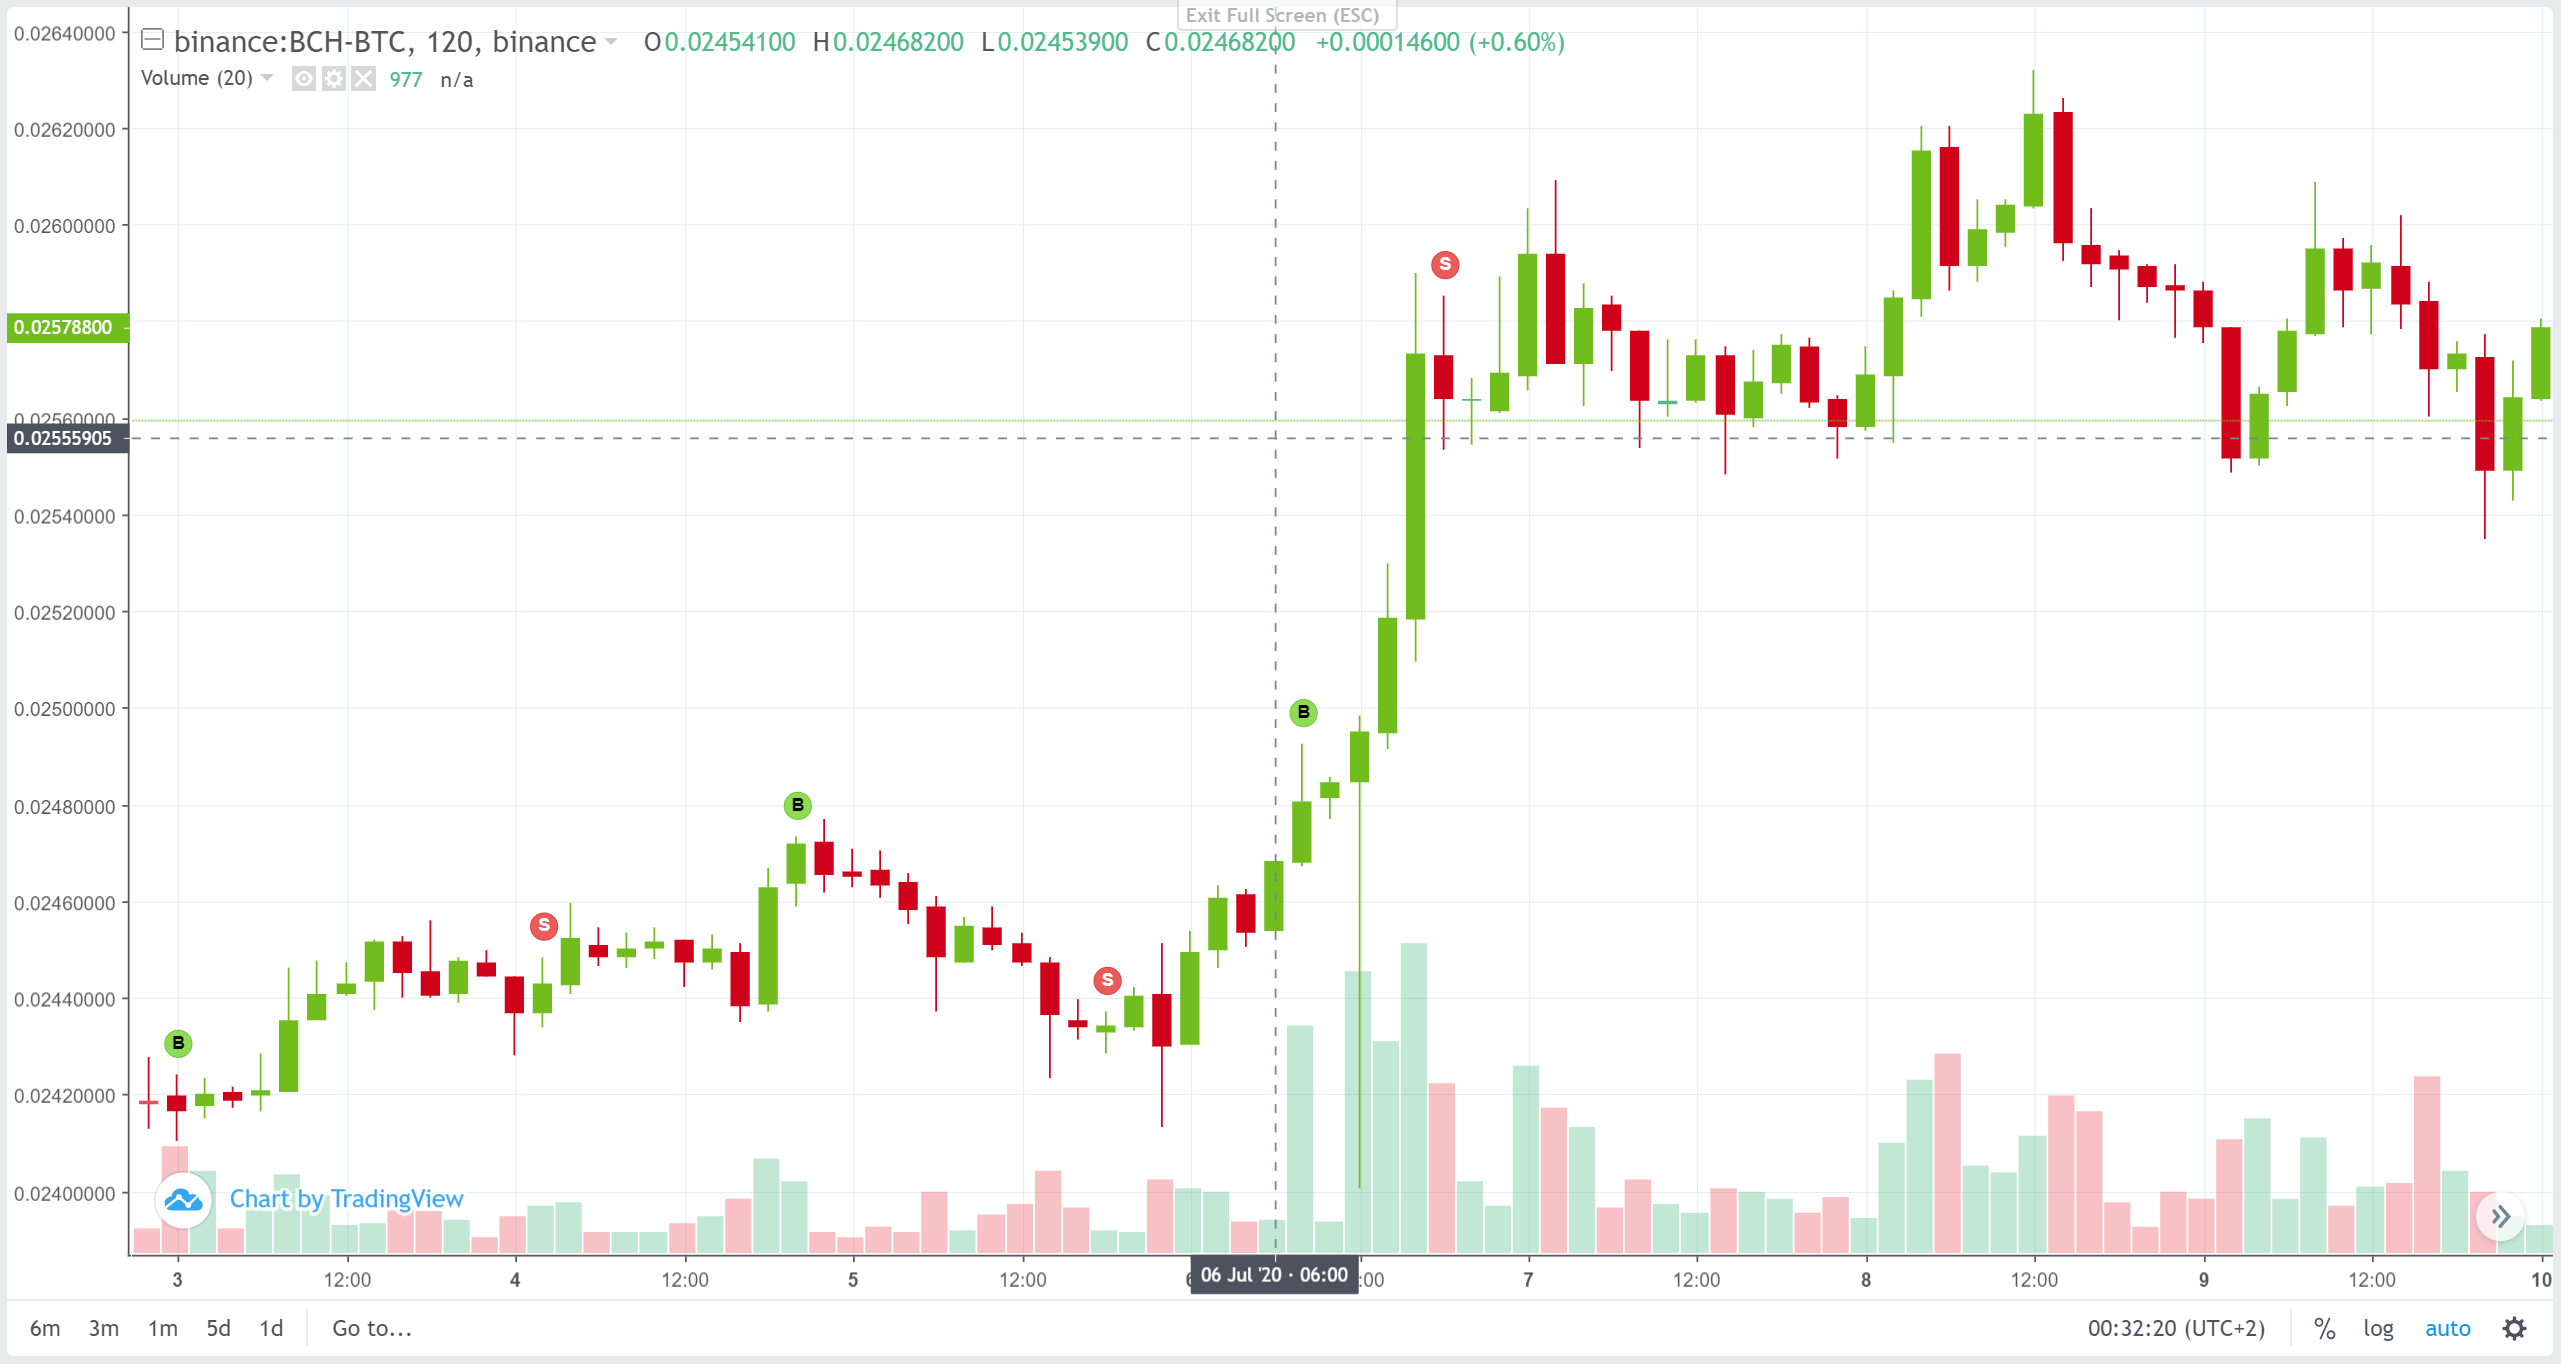 Exit Full Screen (ESC)
binance:BCH-BTC, 120, binance O0.02454100 H0.02468200 L0.02453900 C0.02468200 +0.00014600 (+0.60%)
Volume (20) 977 n/a
0.02640000
0.02620000
0.02600000
0.02578800
0.02560000
0.02555905
0.02540000
0.02520000
0.02500000
0.02480000
0.02460000
0.02440000
0.02420000
0.02400000
S
B
B
S
S
B
Chart by TradingView
3 12:00 4 12:00 5 12:00 06 Jul '20 · 06:00 :00 7 12:00 8 12:00 9 12:00 10
6m 3m 1m 5d 1d Go to... 00:32:20 (UTC+2) % log auto